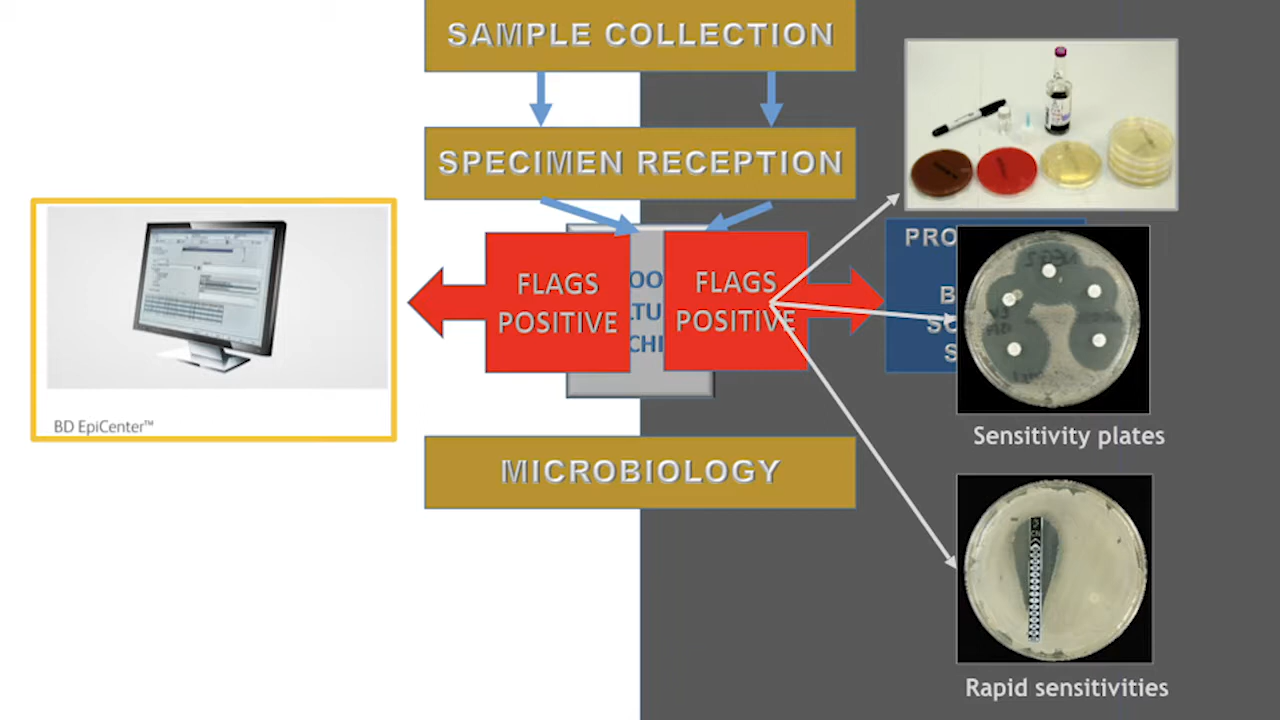 SAMPLE COLLECTION
SPECIMEN RECEPTION
FLAGS
POSITIVE
FLAGS
POSITIVE
BD EpiCenter™
MICROBIOLOGY
Sensitivity plates
Rapid sensitivities